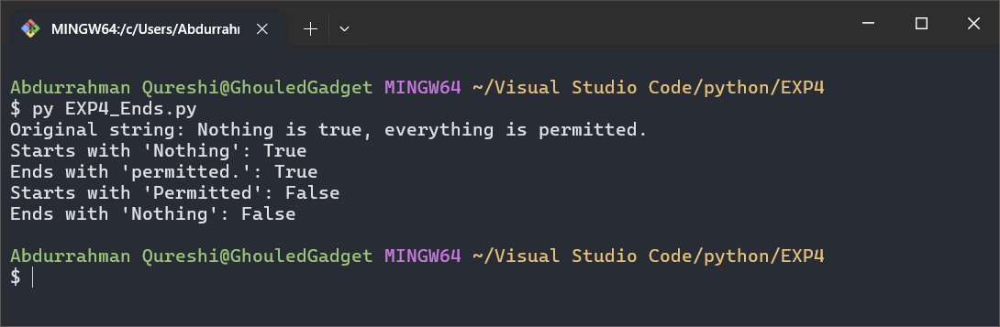 MINGW64:/c/Users/Abdurrahr
Abdurrahman Qureshi@GhouledGadget MINGW64 ~/Visual Studio Code/python/EXP4
$ py EXP4_Ends.py
Original string: Nothing is true, everything is permitted.
Starts with 'Nothing': True
Ends with 'permitted.': True
Starts with 'Permitted': False
Ends with 'Nothing': False
Abdurrahman Qureshi@GhouledGadget MINGW64 ~/Visual Studio Code/python/EXP4
$